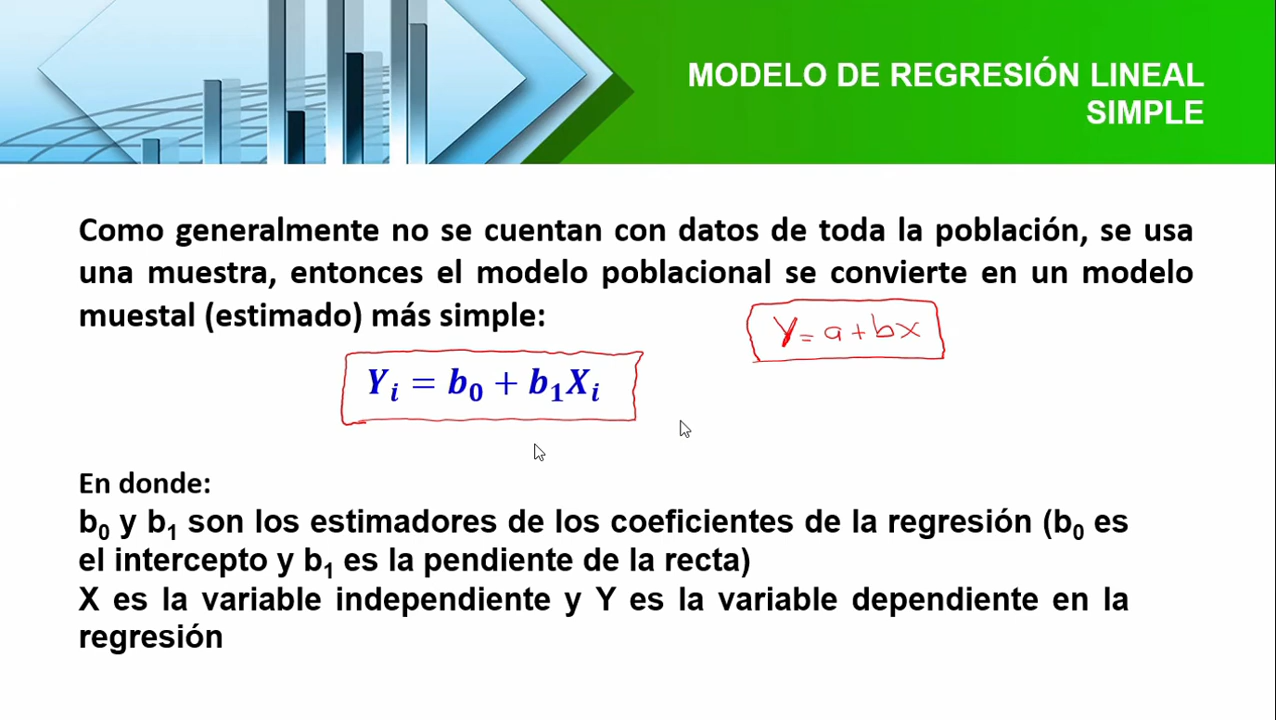 MODELO DE REGRESIÓN LINEAL
SIMPLE
Como generalmente no se cuentan con datos de toda la población, se usa
una muestra, entonces el modelo poblacional se convierte en un modelo
muestal (estimado) más simple:
Y = a + bx
Yᵢ = b₀ + b₁Xᵢ
En donde:
b₀ y b₁ son los estimadores de los coeficientes de la regresión (b₀ es
el intercepto y b₁ es la pendiente de la recta)
X es la variable independiente y Y es la variable dependiente en la
regresión